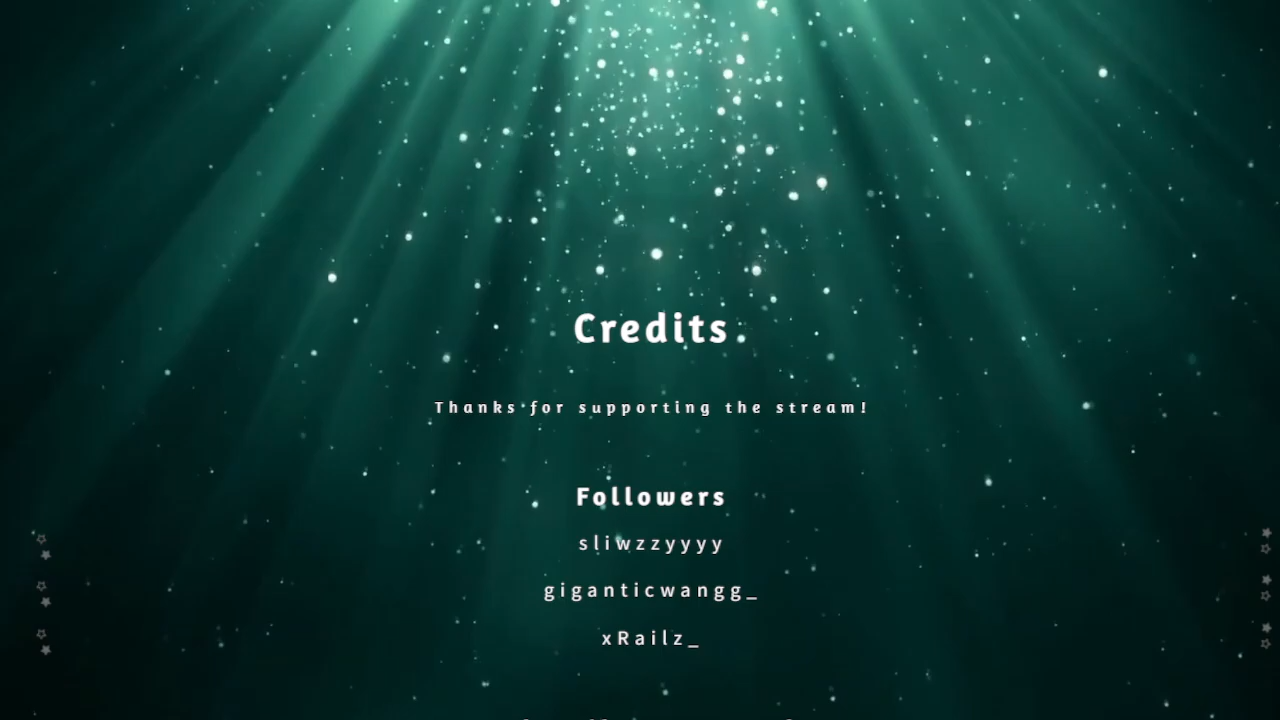 Credits
Thanks for supporting the stream!
Followers
sliwzzyyyy
giganticwangg_
xRailz_